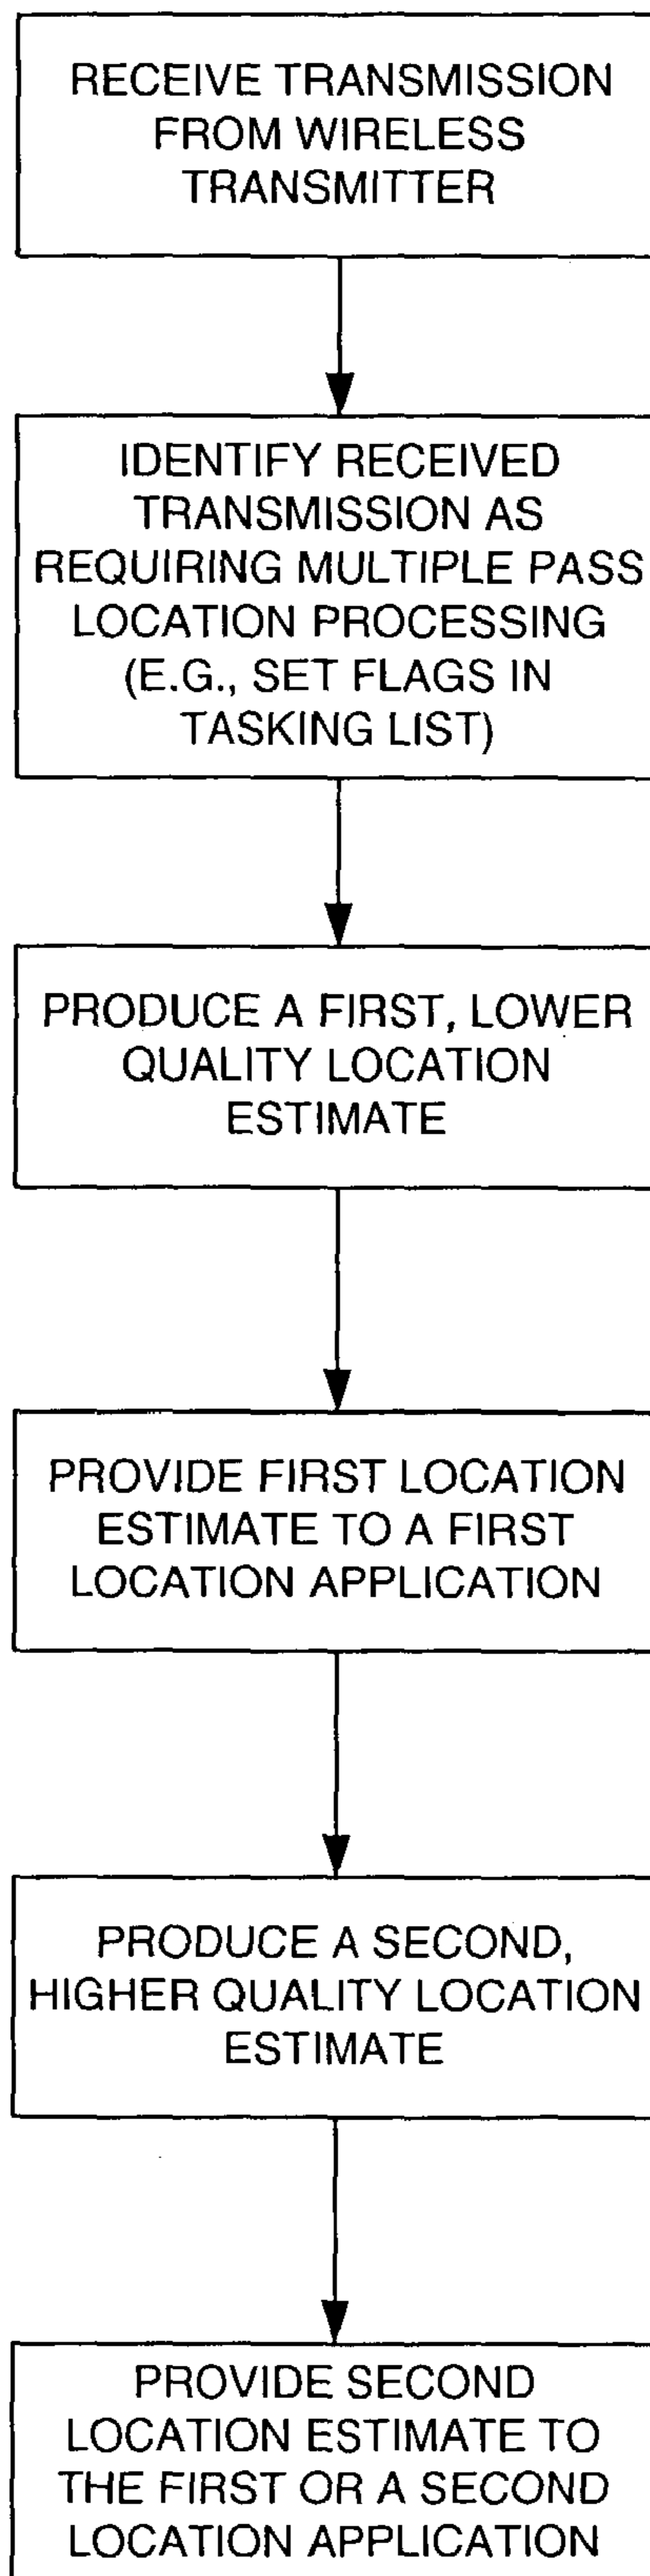 RECEIVE TRANSMISSION
FROM WIRELESS
TRANSMITTER
IDENTIFY RECEIVED
TRANSMISSION AS
REQUIRING MULTIPLE PASS
LOCATION PROCESSING
(E.G., SET FLAGS IN
TASKING LIST)
PRODUCE A FIRST, LOWER
QUALITY LOCATION
ESTIMATE
PROVIDE FIRST LOCATION
ESTIMATE TO A FIRST
LOCATION APPLICATION
PRODUCE A SECOND,
HIGHER QUALITY LOCATION
ESTIMATE
PROVIDE SECOND
LOCATION ESTIMATE TO
THE FIRST OR A SECOND
LOCATION APPLICATION